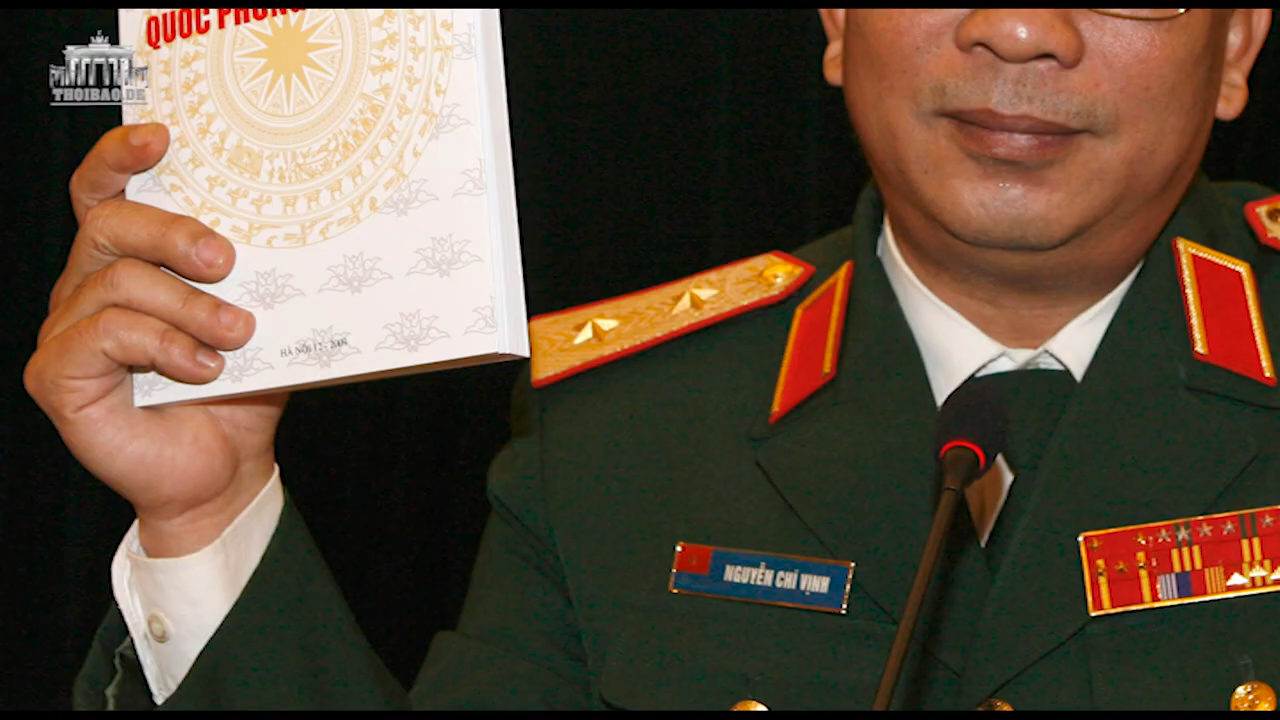 QUỐC PHÒNG
THOIBAO.DE
HÀ NỘI 12 - 2009
NGUYỄN CHÍ VỊNH